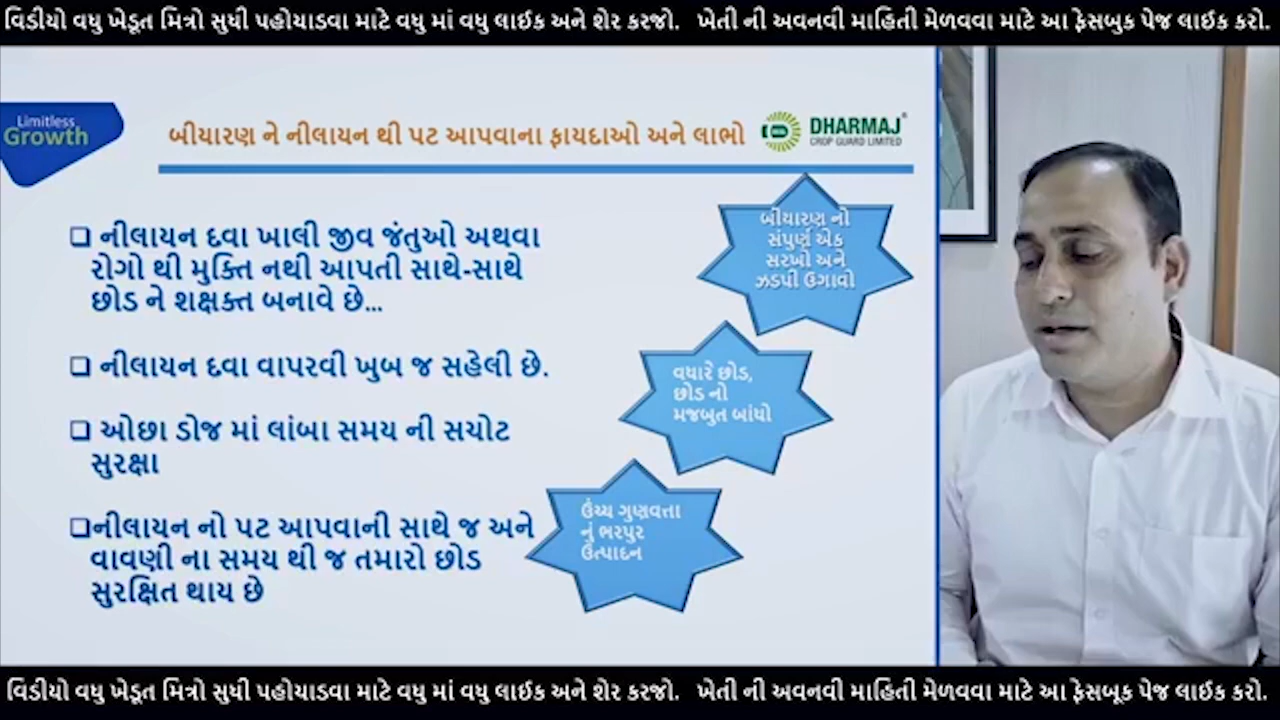 વિડીયો વધુ ખેડૂત મિત્રો સુધી પહોચાડવા માટે વધુ માં વધુ લાઈક અને શેર કરજો. ખેતી ની અવનવી માહિતી મેળવવા માટે આ ફેસબુક પેજ લાઈક કરો.
Limitless
Growth
બીયારણ ને નીલાયન થી પટ આપવાના ફાયદાઓ અને લાભો
DHARMAJ
CROP GUARD LIMITED
❑ નીલાયન દવા ખાલી જીવ જંતુઓ અથવા
રોગો થી મુક્તિ નથી આપતી સાથે-સાથે
છોડ ને શક્ષક્ત બનાવે છે...
❑ નીલાયન દવા વાપરવી ખુબ જ સહેલી છે.
❑ ઓછા ડોજ માં લાંબા સમય ની સચોટ
સુરક્ષા
❑નીલાયન નો પટ આપવાની સાથે જ અને
વાવણી ના સમય થી જ તમારો છોડ
સુરક્ષિત થાય છે
બીયારણ નો
સંપુર્ણ એક
સરખો અને
ઝડપી ઉગાવો
વધારે છોડ,
છોડ નો
મજબુત બાંધો
ઉચ્ચ ગુણવત્તા
નું ભરપુર
ઉત્પાદન
વિડીયો વધુ ખેડૂત મિત્રો સુધી પહોચાડવા માટે વધુ માં વધુ લાઈક અને શેર કરજો. ખેતી ની અવનવી માહિતી મેળવવા માટે આ ફેસબૂક પેજ લાઈક કરો.